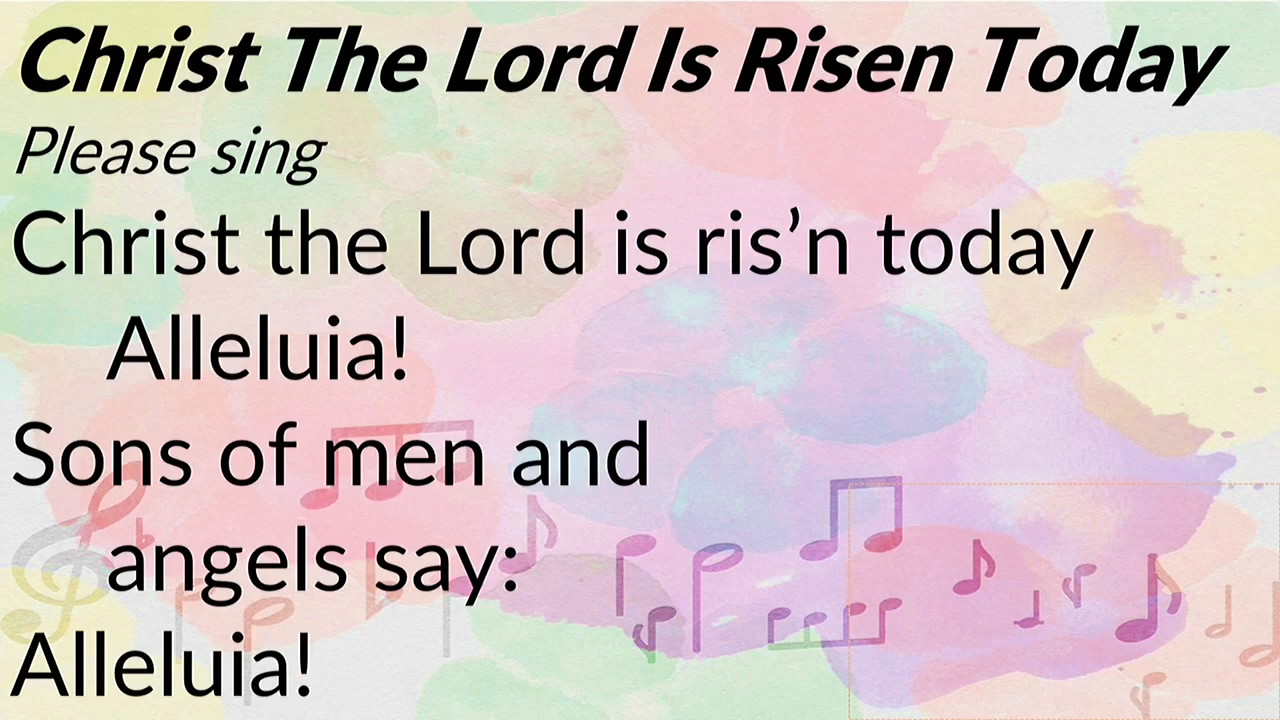 Christ The Lord Is Risen Today
Please sing
Christ the Lord is ris’n today
Alleluia!
Sons of men and
angels say:
Alleluia!